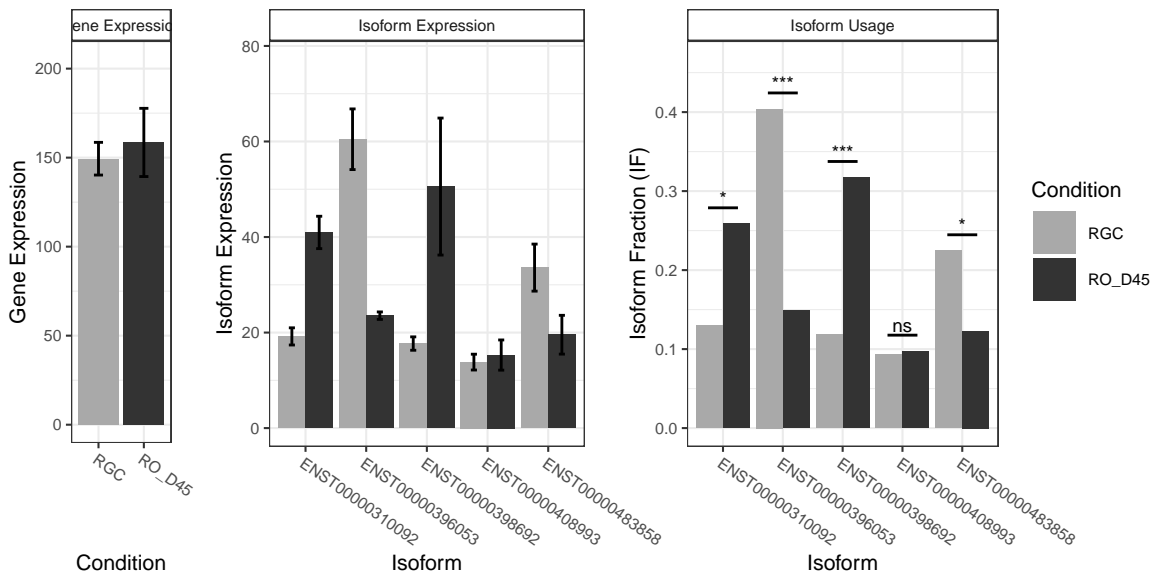 ene Expressio
Gene Expression
200
150
100
50
0
RGC
RO_D45
Condition
Isoform Expression
Isoform Expression
80
60
40
20
0
ENST00000310092
ENST00000396053
ENST00000398692
ENST00000408993
ENST00000483858
Isoform
Isoform Usage
Isoform Fraction (IF)
0.4
0.3
0.2
0.1
0.0
*
***
***
ns
*
ENST00000310092
ENST00000396053
ENST00000398692
ENST00000408993
ENST00000483858
Isoform
Condition
RGC
RO_D45